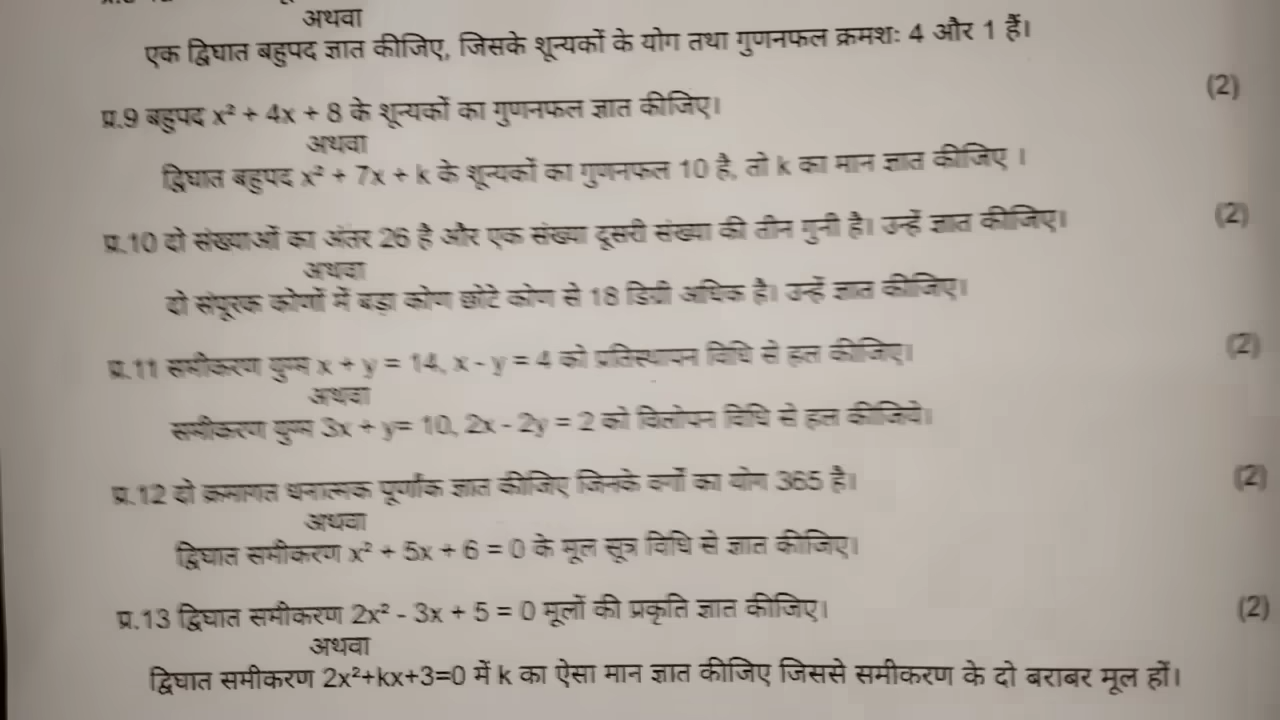 अथवा
एक द्विघात बहुपद ज्ञात कीजिए, जिसके शून्यकों के योग तथा गुणनफल क्रमशः 4 और 1 हैं।
प्र.9 बहुपद x² + 4x + 8 के शून्यकों का गुणनफल ज्ञात कीजिए। (2)
अथवा
द्विघात बहुपद x² + 7x + k के शून्यकों का गुणनफल 10 है, तो k का मान ज्ञात कीजिए ।
प्र.10 दो संख्याओं का अंतर 26 है और एक संख्या दूसरी संख्या की तीन गुनी है। उन्हें ज्ञात कीजिए। (2)
अथवा
दो संपूरक कोणों में बड़ा कोण छोटे कोण से 18 डिग्री अधिक है। उन्हें ज्ञात कीजिए।
प्र.11 समीकरण युग्म x + y = 14, x - y = 4 को प्रतिस्थापन विधि से हल कीजिए। (2)
अथवा
समीकरण युग्म 3x + y= 10, 2x - 2y = 2 को विलोपन विधि से हल कीजिये।
प्र.12 दो क्रमागत धनात्मक पूर्णांक ज्ञात कीजिए जिनके वर्गों का योग 365 है। (2)
अथवा
द्विघात समीकरण x² + 5x + 6 = 0 के मूल सूत्र विधि से ज्ञात कीजिए।
प्र.13 द्विघात समीकरण 2x² - 3x + 5 = 0 मूलों की प्रकृति ज्ञात कीजिए। (2)
अथवा
द्विघात समीकरण 2x²+kx+3=0 में k का ऐसा मान ज्ञात कीजिए जिससे समीकरण के दो बराबर मूल हों।